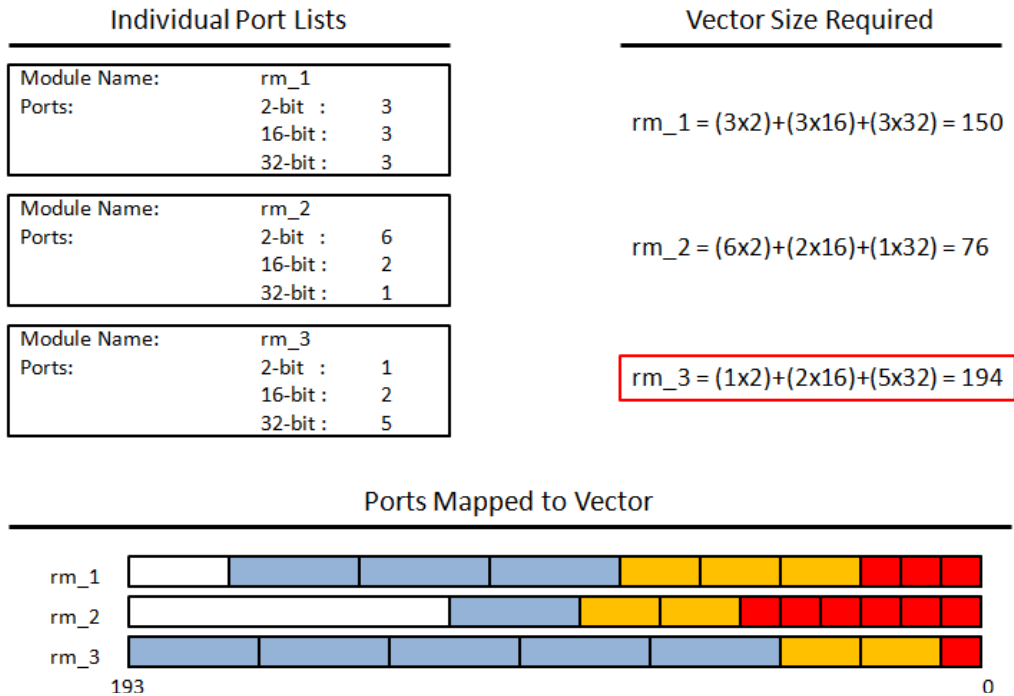 Individual Port Lists
Vector Size Required
Module Name: rm_1
Ports: 2-bit : 3
16-bit : 3
32-bit : 3
rm_1 = (3x2)+(3x16)+(3x32) = 150
Module Name: rm_2
Ports: 2-bit : 6
16-bit : 2
32-bit : 1
rm_2 = (6x2)+(2x16)+(1x32) = 76
Module Name: rm_3
Ports: 2-bit : 1
16-bit : 2
32-bit : 5
rm_3 = (1x2)+(2x16)+(5x32) = 194
Ports Mapped to Vector
rm_1
rm_2
rm_3
193 0